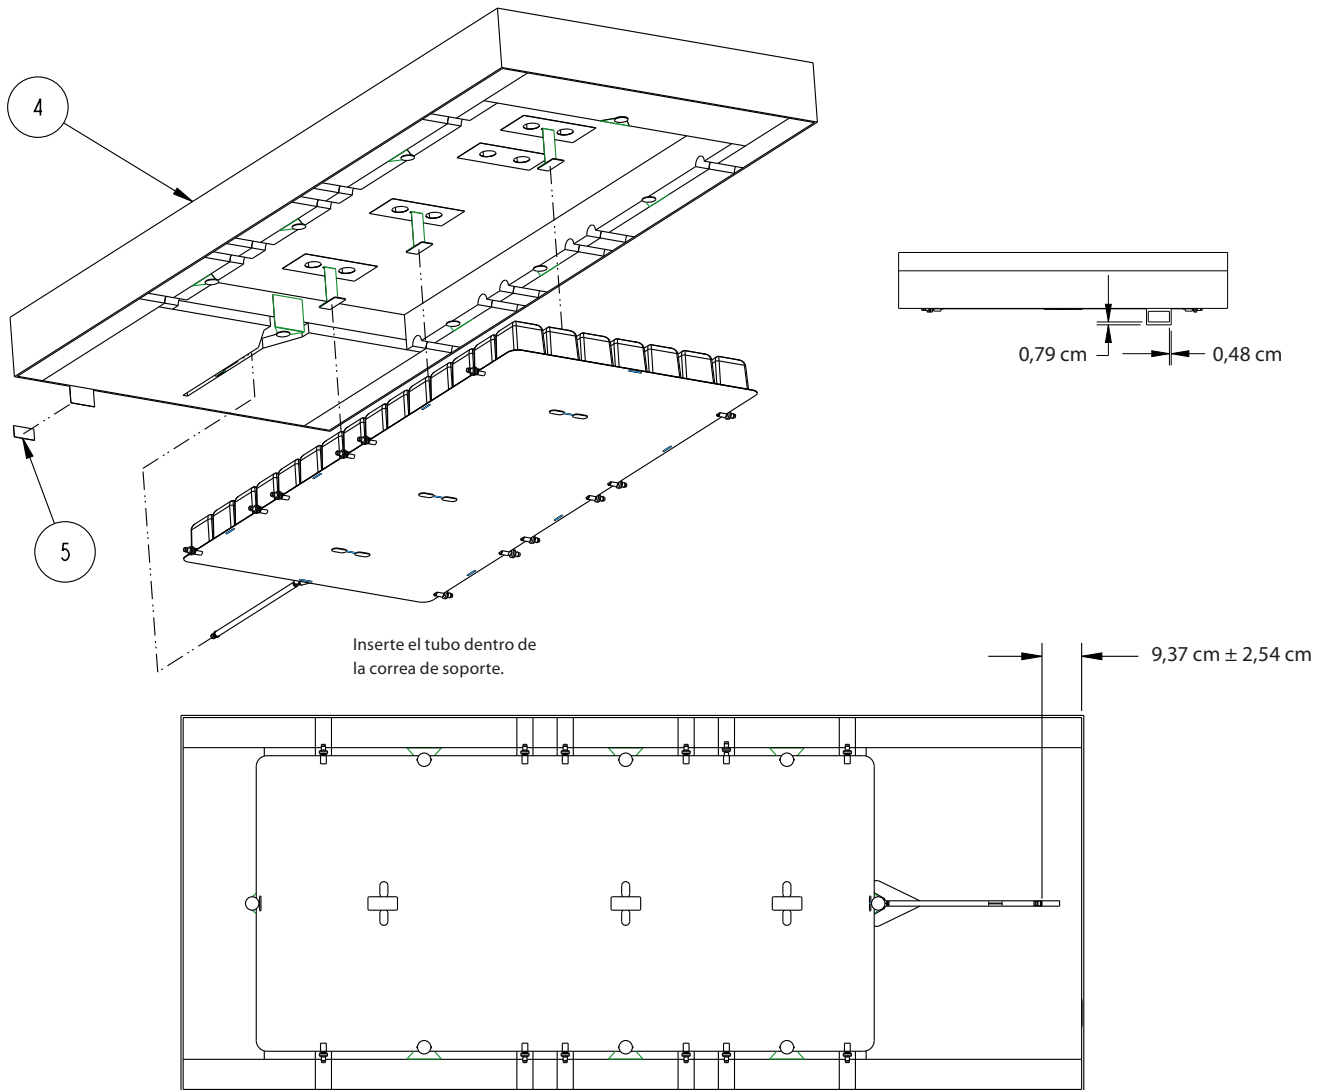 4
0,79 cm
0,48 cm
5
Inserte el tubo dentro de
la correa de soporte.
9,37 cm ± 2,54 cm